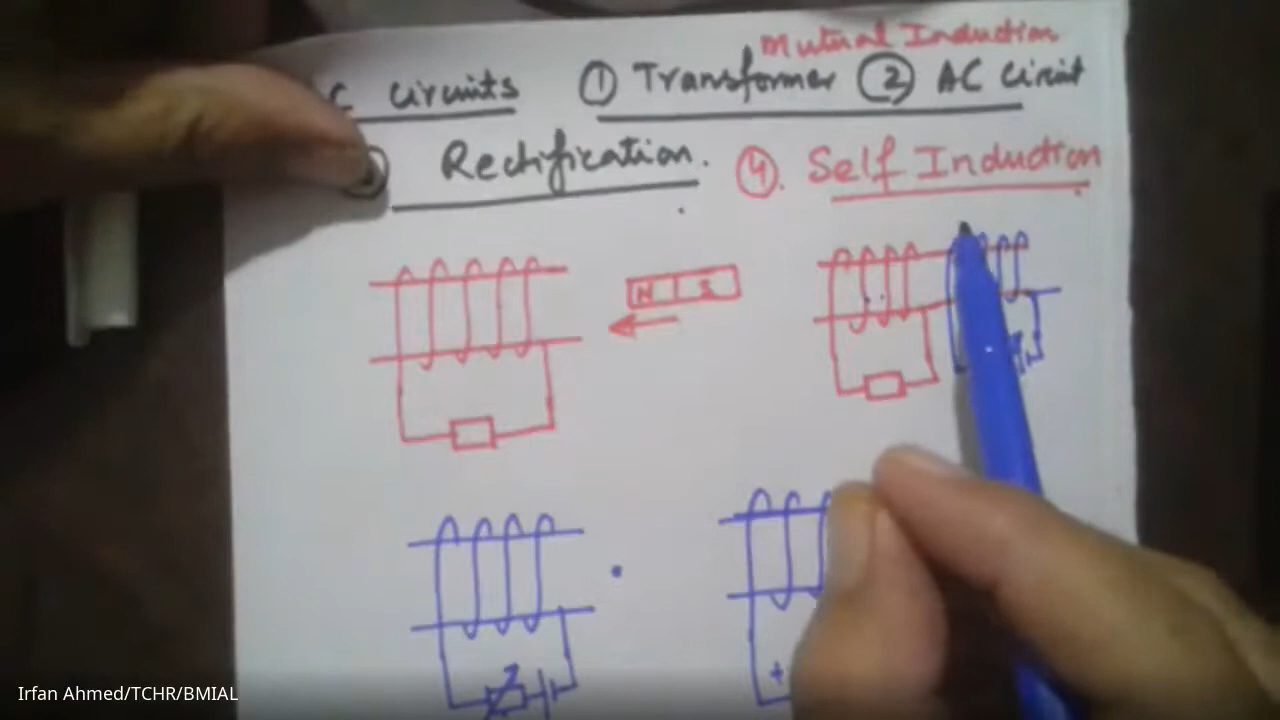 Mutual Induction
C Circuits ① Transformer ② AC Circuit
Rectification. ④. Self Induction
N S
+
Irfan Ahmed/TCHR/BMIAL